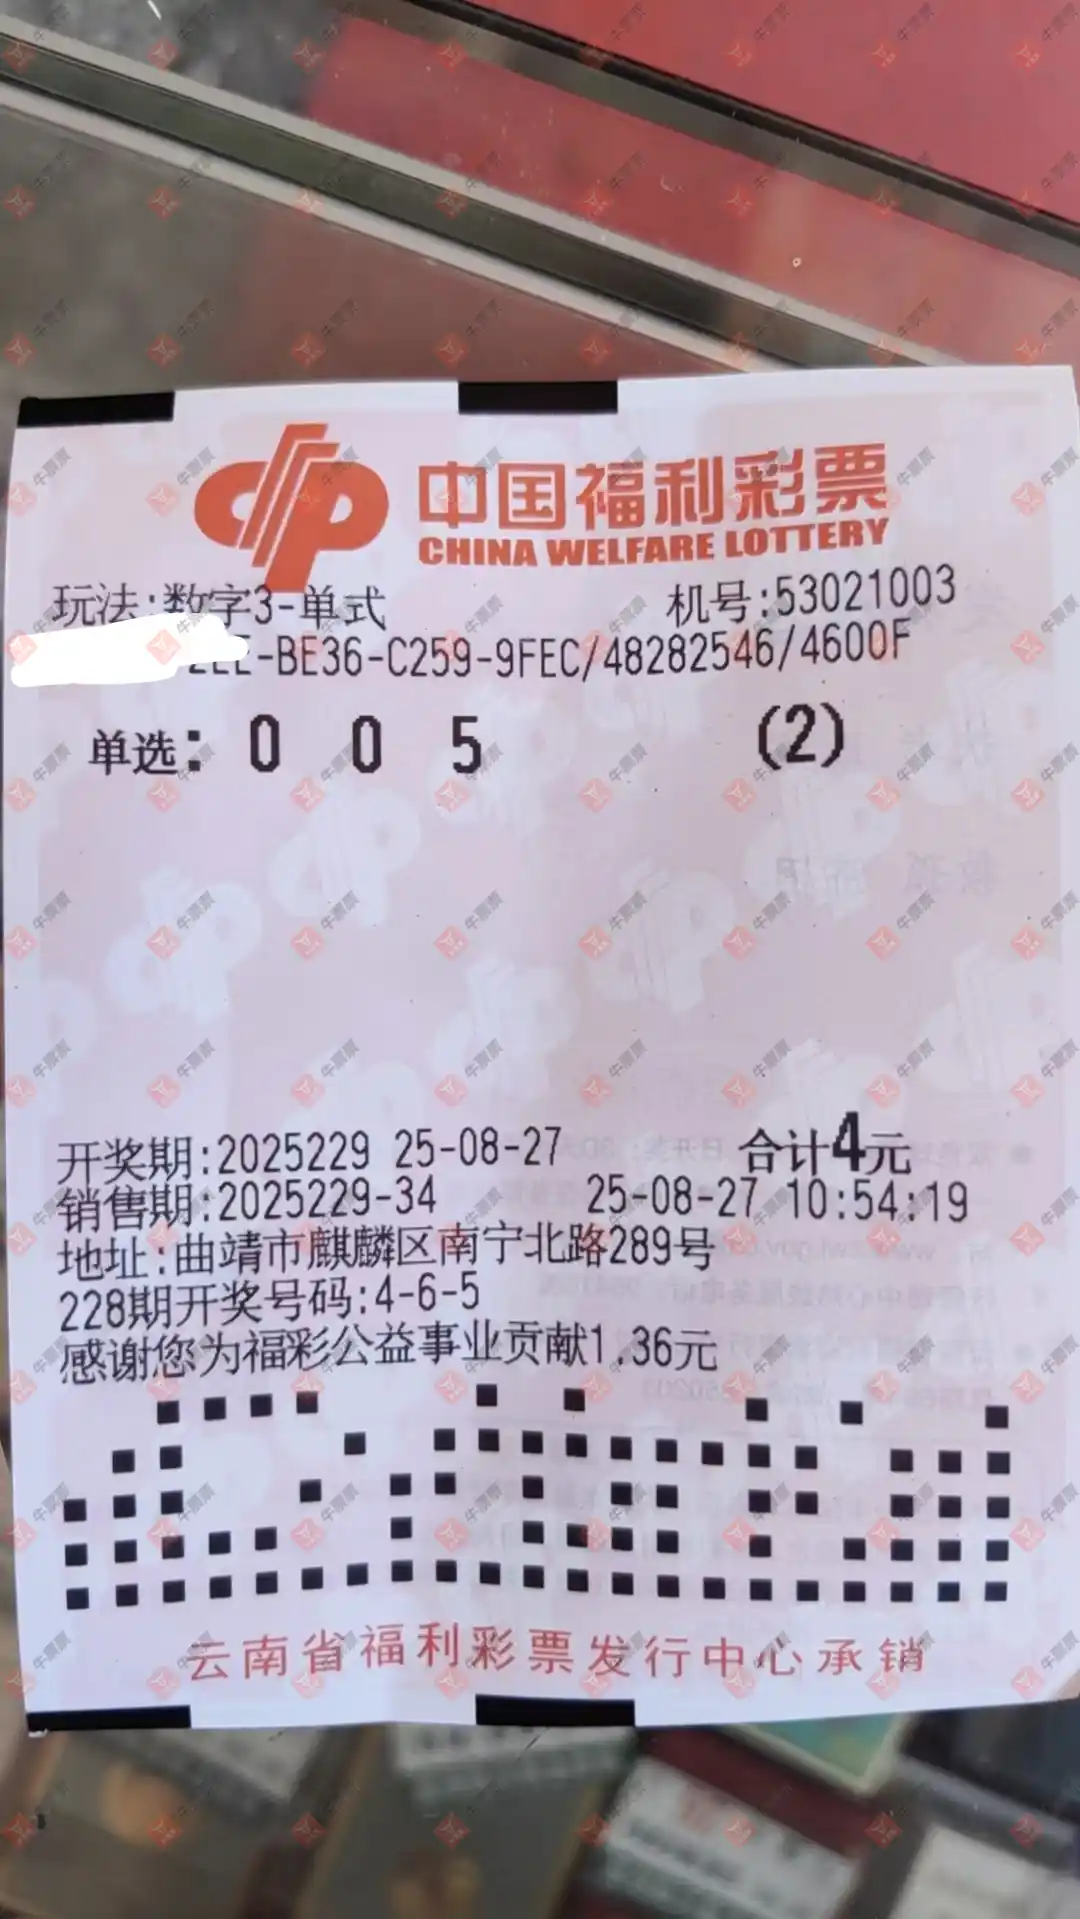 中国福利彩票
CHINA WELFARE LOTTERY
玩法:数字3-单式 机号:53021003
-BE36-C259-9FEC/48282546/4600F
单选: 0 0 5 (2)
开奖期:2025229 25-08-27 合计4元
销售期:2025229-34 25-08-27 10:54:19
地址:曲靖市麒麟区南宁北路289号
228期开奖号码:4-6-5
感谢您为福彩公益事业贡献1.36元
云南省福利彩票发行中心承销
牛票票